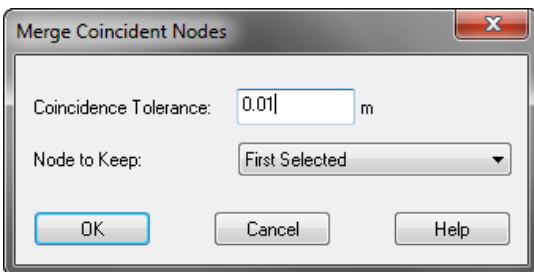 Merge Coincident Nodes
Coincidence Tolerance: 0.01 m
Node to Keep: First Selected
OK Cancel Help